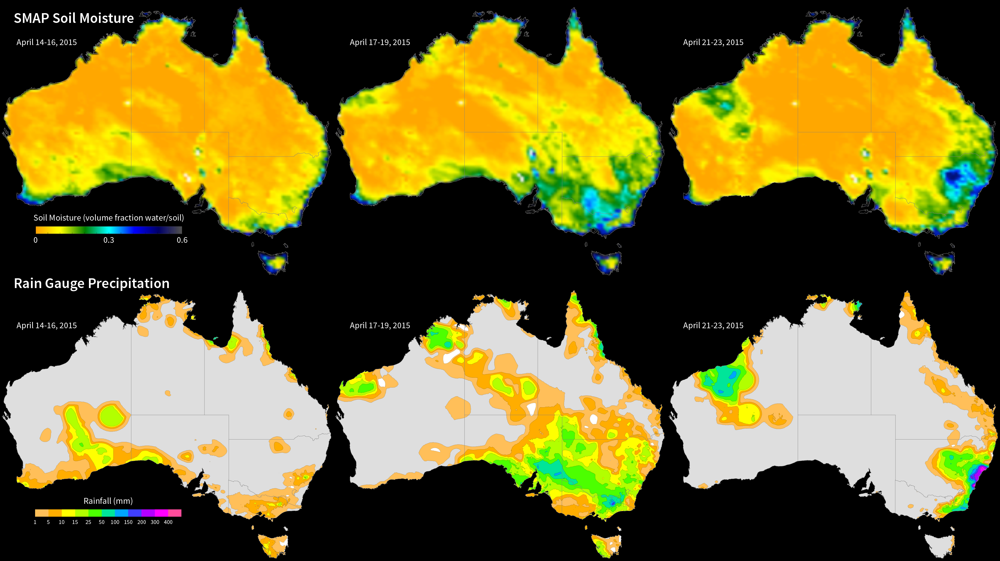 SMAP Soil Moisture
April 14-16, 2015
April 17-19, 2015
April 21-23, 2015
Soil Moisture (volume fraction water/soil)
0 0.3 0.6
Rain Gauge Precipitation
April 14-16, 2015
April 17-19, 2015
April 21-23, 2015
Rainfall (mm)
1 5 10 15 25 50 100 150 200 300 400